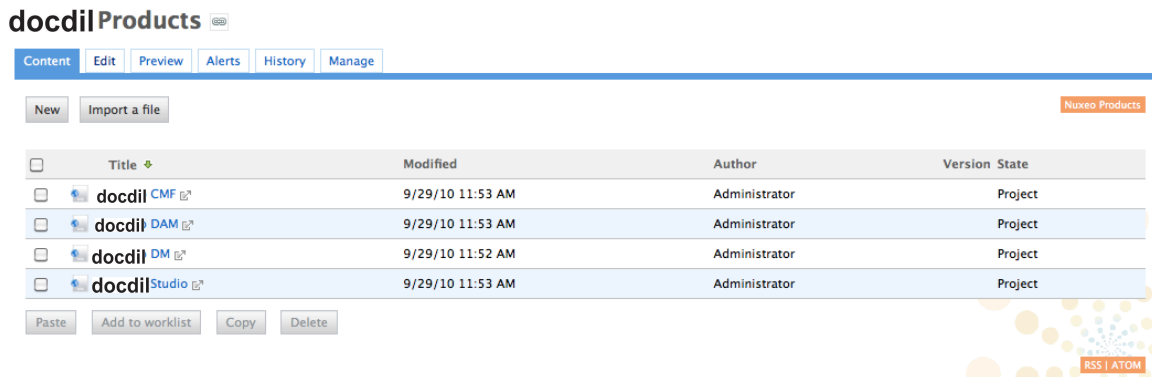 docdil Products
Content Edit Preview Alerts History Manage
New Import a file Nuxeo Products
Title Modified Author Version State
docdil CMF 9/29/10 11:53 AM Administrator Project
docdil DAM 9/29/10 11:53 AM Administrator Project
docdil DM 9/29/10 11:52 AM Administrator Project
docdil Studio 9/29/10 11:53 AM Administrator Project
Paste Add to worklist Copy Delete
RSS | ATOM